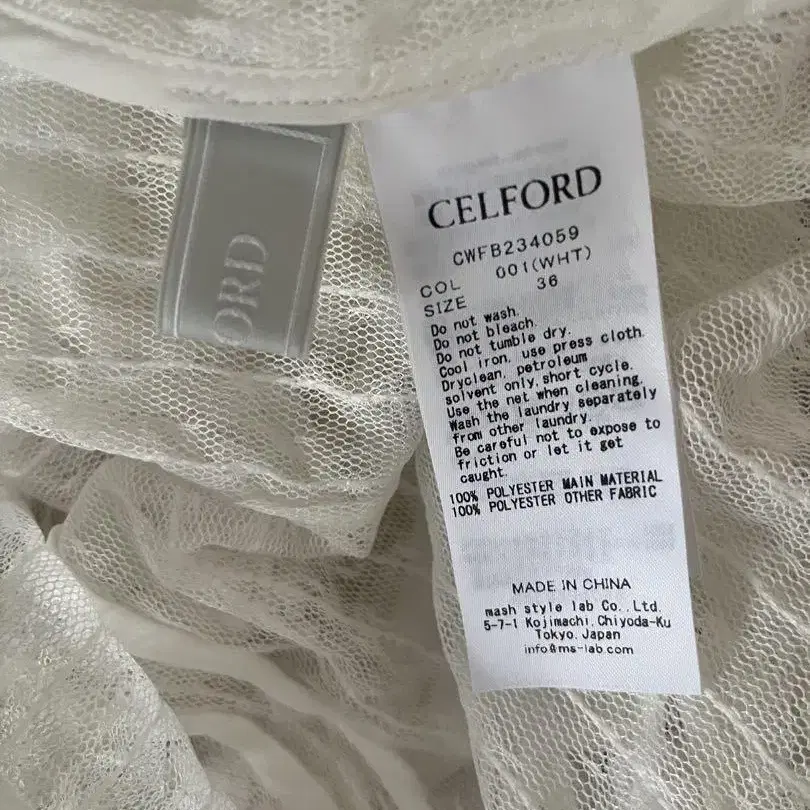 ORD
CELFORD
CWFB234059
COL 001(WHT)
SIZE 36
Do not wash.
Do not bleach.
Do not tumble dry.
Cool iron, use press cloth.
Dryclean, petroleum
solvent only, short cycle.
Use the net when cleaning.
Wash the laundry separately
from other laundry.
Be careful not to expose to
friction or let it get
caught.
100% POLYESTER MAIN MATERIAL
100% POLYESTER OTHER FABRIC
MADE IN CHINA
mash style lab Co., Ltd.
5-7-1 Kojimachi, Chiyoda-Ku
Tokyo, Japan
info@ms-lab.com